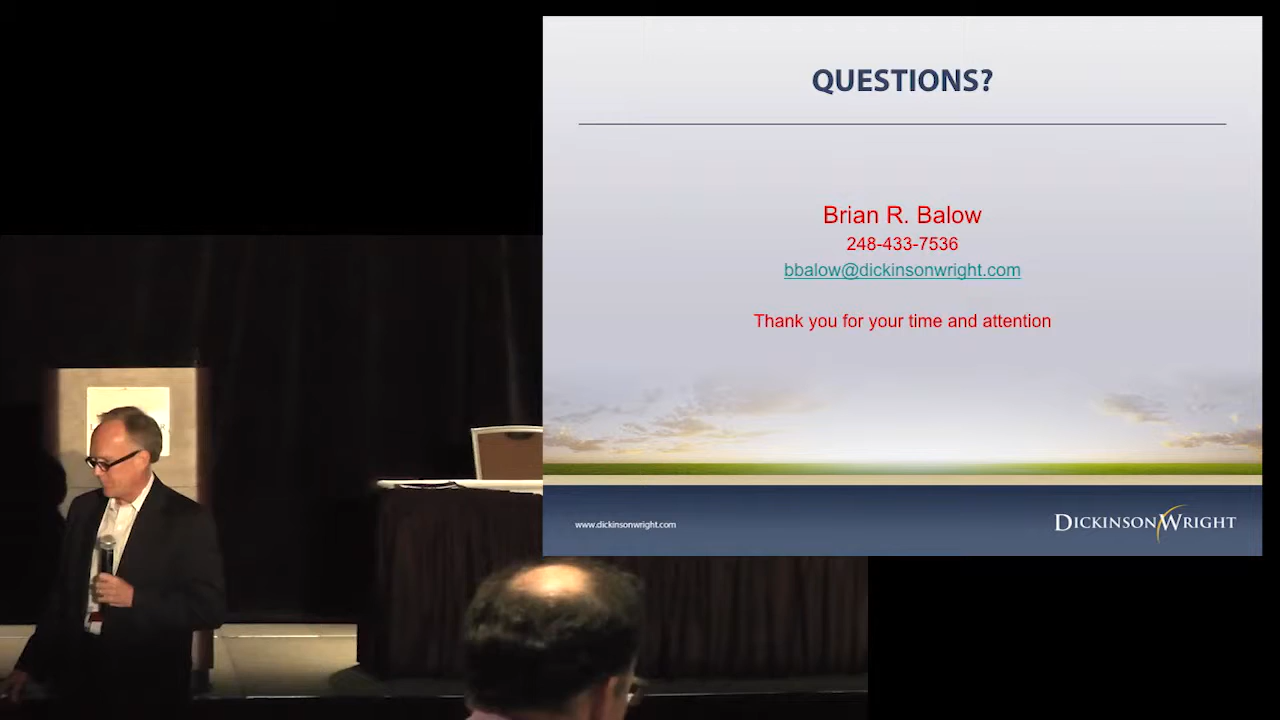 QUESTIONS?
Brian R. Balow
248-433-7536
bbalow@dickinsonwright.com
Thank you for your time and attention
www.dickinsonwright.com
DICKINSON WRIGHT